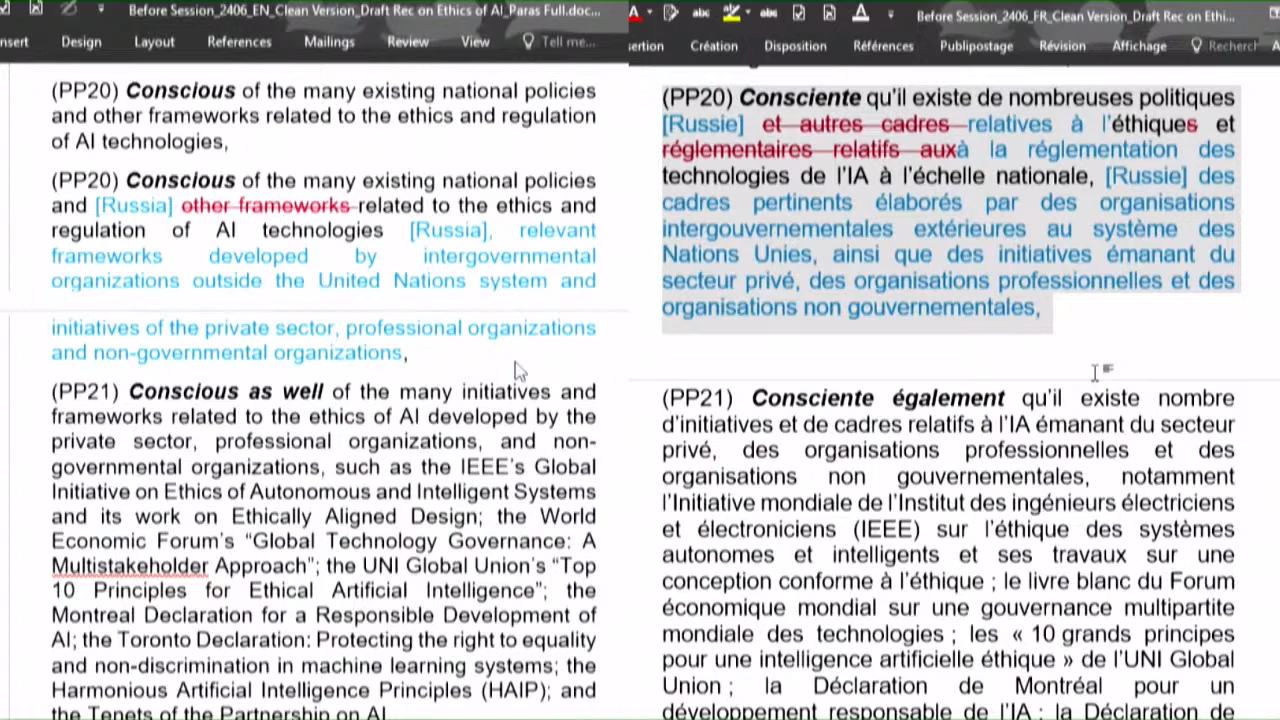 Before Session_2406_EN_Clean Version_Draft Rec on Ethics of AI_Paras Full.doc...
nsert Design Layout References Mailings Review View Tell me...
(PP20) Conscious of the many existing national policies
and other frameworks related to the ethics and regulation
of AI technologies,
(PP20) Conscious of the many existing national policies
and [Russia] other frameworks related to the ethics and
regulation of AI technologies [Russia], relevant
frameworks developed by intergovernmental
organizations outside the United Nations system and
initiatives of the private sector, professional organizations
and non-governmental organizations,
(PP21) Conscious as well of the many initiatives and
frameworks related to the ethics of AI developed by the
private sector, professional organizations, and non-
governmental organizations, such as the IEEE's Global
Initiative on Ethics of Autonomous and Intelligent Systems
and its work on Ethically Aligned Design; the World
Economic Forum's “Global Technology Governance: A
Multistakeholder Approach”; the UNI Global Union's “Top
10 Principles for Ethical Artificial Intelligence”; the
Montreal Declaration for a Responsible Development of
AI; the Toronto Declaration: Protecting the right to equality
and non-discrimination in machine learning systems; the
Harmonious Artificial Intelligence Principles (HAIP); and
the Tenets of the Partnership on AI
Before Session_2406_FR_Clean Version_Draft Rec on Ethi...
sertion Création Disposition Références Publipostage Révision Affichage Recherch
(PP20) Consciente qu'il existe de nombreuses politiques
[Russie] et autres cadres relatives à l'éthiques et
réglementaires relatifs auxà la réglementation des
technologies de l'IA à l'échelle nationale, [Russie] des
cadres pertinents élaborés par des organisations
intergouvernementales extérieures au système des
Nations Unies, ainsi que des initiatives émanant du
secteur privé, des organisations professionnelles et des
organisations non gouvernementales,
(PP21) Consciente également qu'il existe nombre
d'initiatives et de cadres relatifs à l'IA émanant du secteur
privé, des organisations professionnelles et des
organisations non gouvernementales, notamment
l'Initiative mondiale de l'Institut des ingénieurs électriciens
et électroniciens (IEEE) sur l'éthique des systèmes
autonomes et intelligents et ses travaux sur une
conception conforme à l'éthique ; le livre blanc du Forum
économique mondial sur une gouvernance multipartite
mondiale des technologies ; les « 10 grands principes
pour une intelligence artificielle éthique » de l'UNI Global
Union ; la Déclaration de Montréal pour un
développement responsable de l'IA ; la Déclaration de